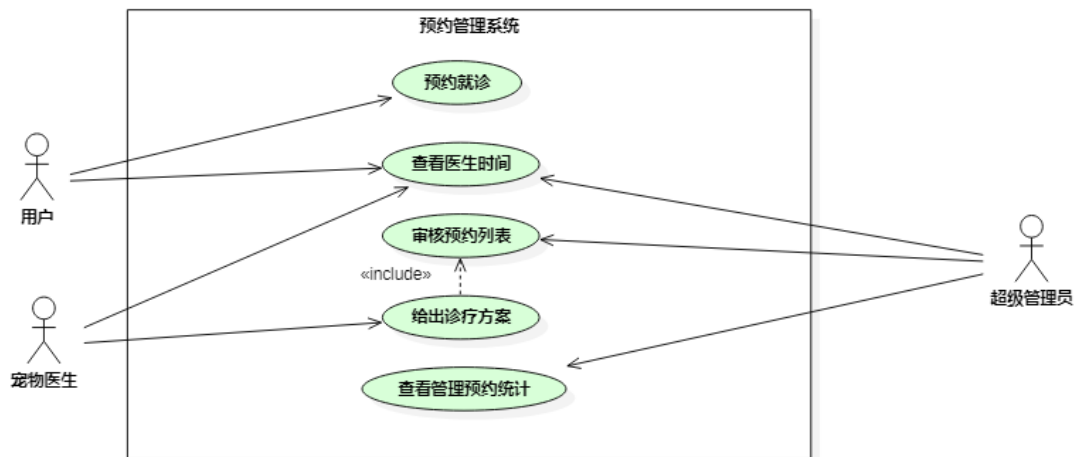 预约管理系统
预约就诊
查看医生时间
用户
审核预约列表
«include»
超级管理员
给出诊疗方案
宠物医生
查看管理预约统计